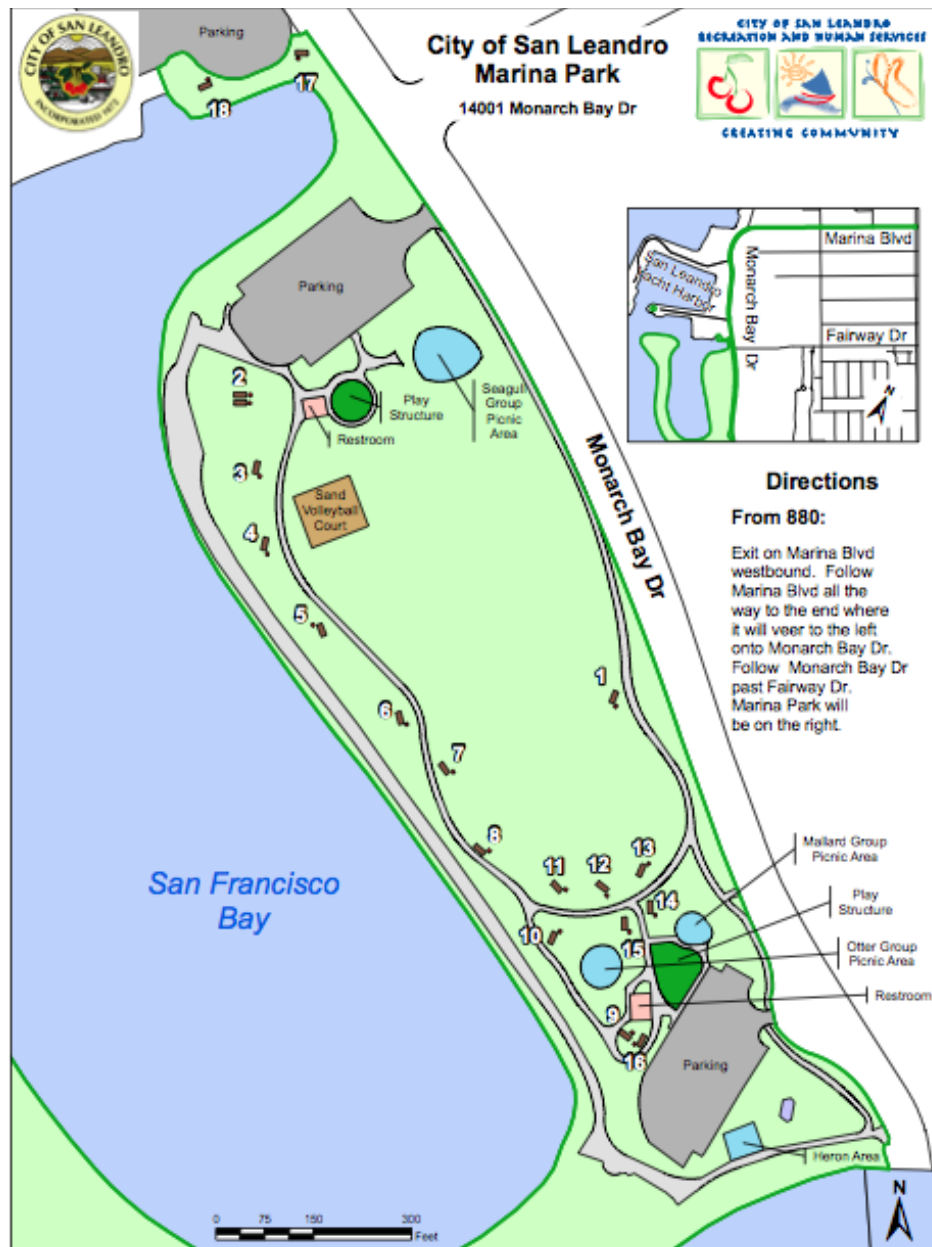 CITY OF SAN LEANDRO
INCORPORATED 1872
Parking
17
18
City of San Leandro
Marina Park
14001 Monarch Bay Dr
CITY OF SAN LEANDRO
RECREATION AND HUMAN SERVICES
CREATING COMMUNITY
Marina Blvd
Monarch Bay Dr
San Leandro
Yacht Harbor
Fairway Dr
N
Parking
2
Play
Structure
Seagull
Group
Picnic
Area
Restroom
3
Sand
Volleyball
Court
4
Monarch Bay Dr
Directions
From 880:
Exit on Marina Blvd
westbound. Follow
Marina Blvd all the
way to the end where
it will veer to the left
onto Monarch Bay Dr.
Follow Monarch Bay Dr
past Fairway Dr.
Marina Park will
be on the right.
5
1
6
7
8
11
12
13
Mallard Group
Picnic Area
14
Play
Structure
10
15
Otter Group
Picnic Area
San Francisco
Bay
Restroom
9
16
Parking
Heron Area
N
0 75 150 300
Feet